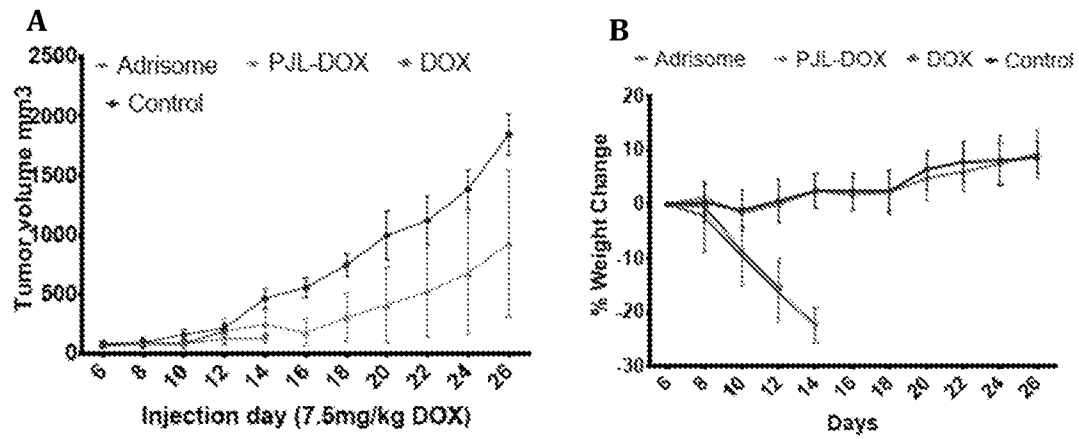 A
Adrisome PJL-DOX DOX
Control
Tumor volume mm3
2500
2000
1500
1000
500
0
6 8 10 12 14 16 18 20 22 24 26
Injection day (7.5mg/kg DOX)
B
Adrisome PJL-DOX DOX Control
% Weight Change
20
10
0
-10
-20
-30
6 8 10 12 14 16 18 20 22 24 26
Days